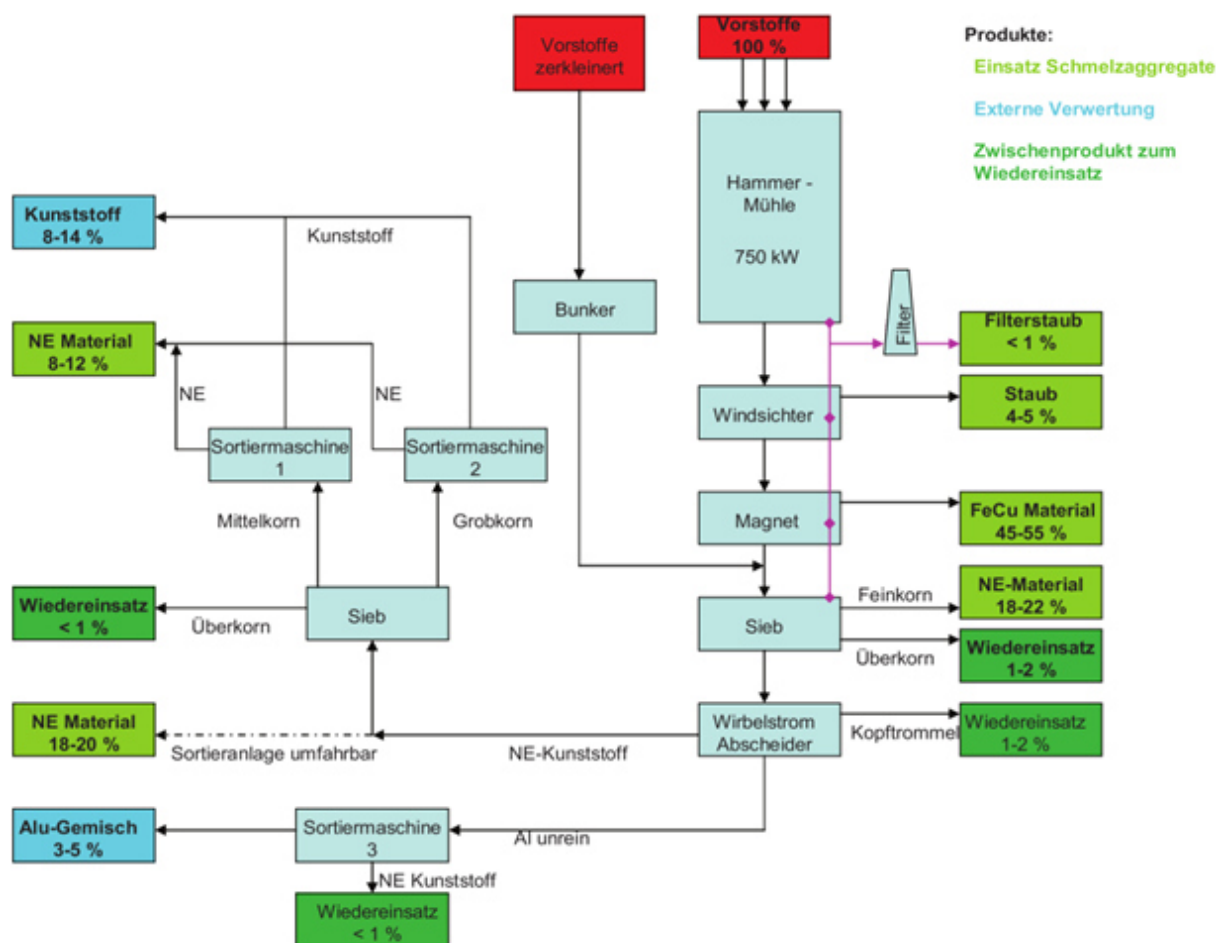 Vorstoffe
zerkleinert
Vorstoffe
100 %
Produkte:
Einsatz Schmelzaggregate
Externe Verwertung
Zwischenprodukt zum
Wiedereinsatz
Hammer -
Mühle
750 kW
Kunststoff
8-14 %
Kunststoff
Bunker
Filter
Filterstaub
< 1 %
NE Material
8-12 %
NE
NE
Windsichter
Staub
4-5 %
Sortiermaschine
1
Sortiermaschine
2
Mittelkorn
Grobkorn
Magnet
FeCu Material
45-55 %
Wiedereinsatz
< 1 %
Überkorn
Sieb
Sieb
Feinkorn
NE-Material
18-22 %
Überkorn
Wiedereinsatz
1-2 %
NE Material
18-20 %
Sortieranlage umfahrbar
NE-Kunststoff
Wirbelstrom
Abscheider
Kopftrommel
Wiedereinsatz
1-2 %
Alu-Gemisch
3-5 %
Sortiermaschine
3
Al unrein
NE Kunststoff
Wiedereinsatz
< 1 %